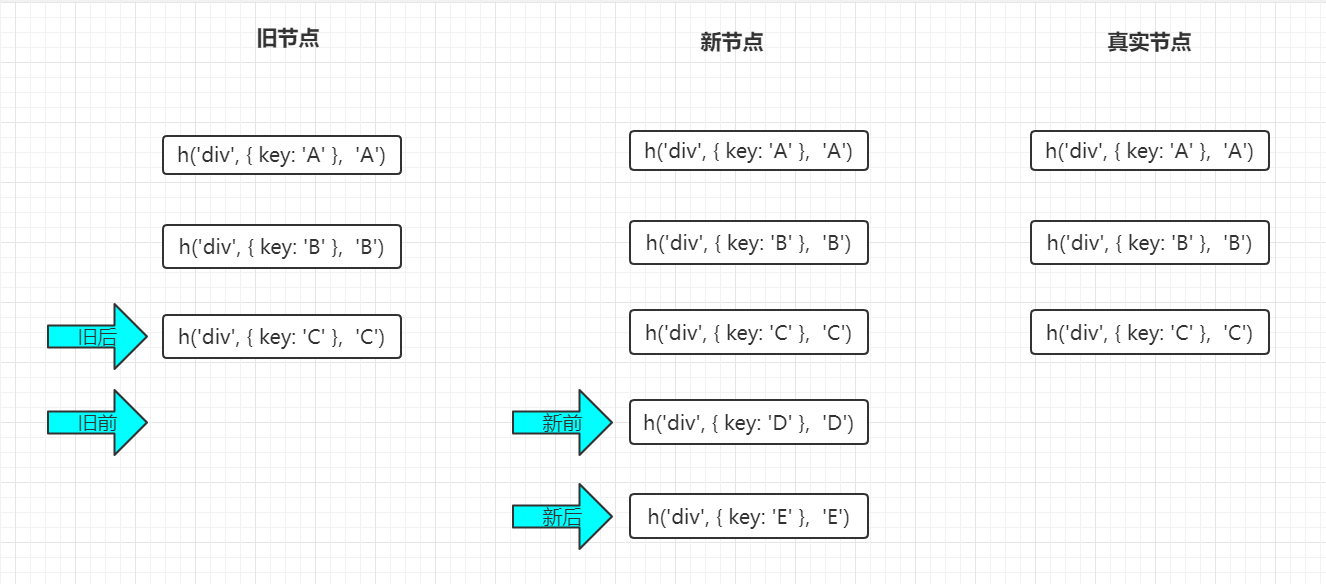 旧节点
新节点
真实节点
h('div', { key: 'A' }, 'A')
h('div', { key: 'A' }, 'A')
h('div', { key: 'A' }, 'A')
h('div', { key: 'B' }, 'B')
h('div', { key: 'B' }, 'B')
h('div', { key: 'B' }, 'B')
旧后
h('div', { key: 'C' }, 'C')
h('div', { key: 'C' }, 'C')
h('div', { key: 'C' }, 'C')
旧前
新前
h('div', { key: 'D' }, 'D')
新后
h('div', { key: 'E' }, 'E')